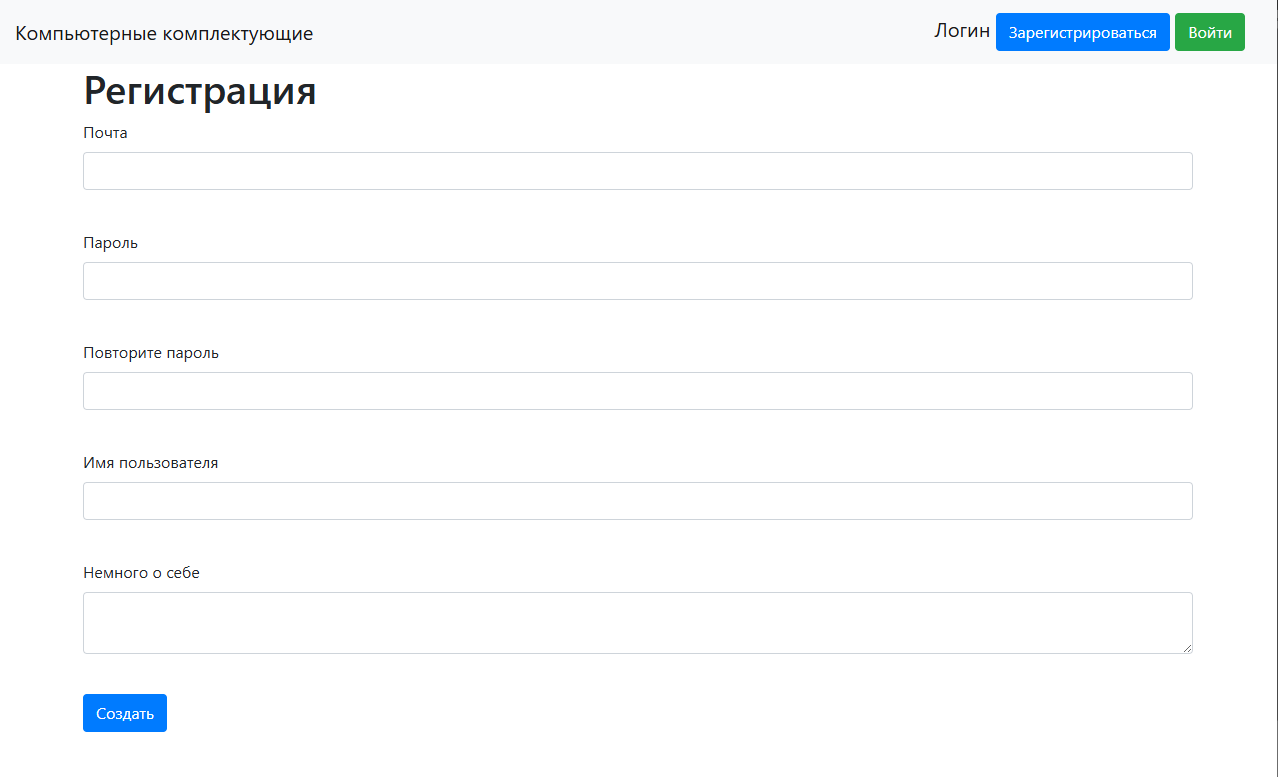 Компьютерные комплектующие
Логин Зарегистрироваться Войти
Регистрация
Почта
Пароль
Повторите пароль
Имя пользователя
Немного о себе
Создать